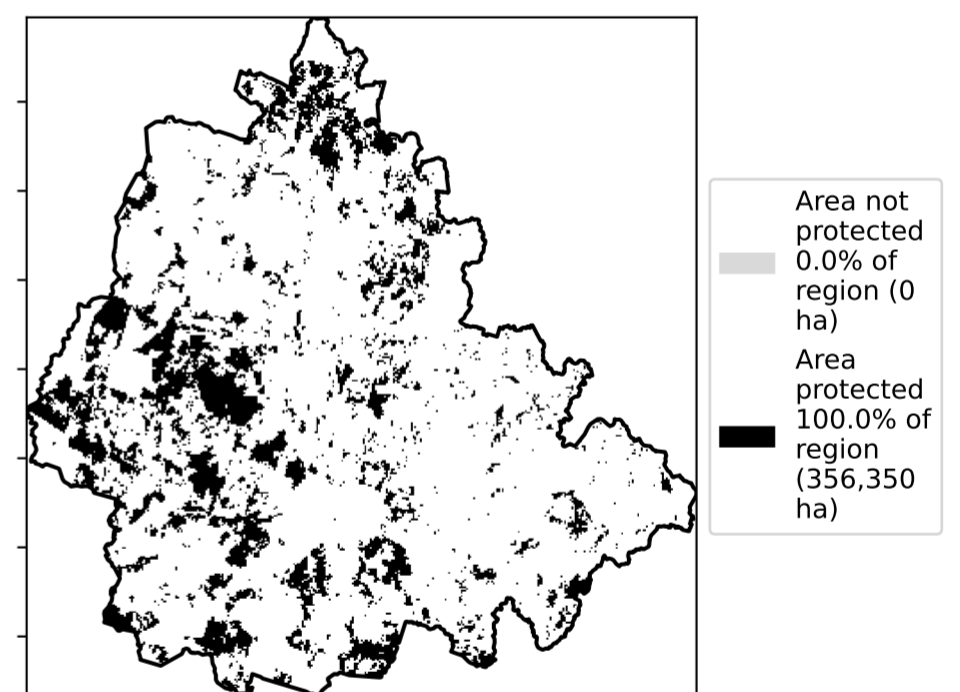 Area not
protected
0.0% of
region (0
ha)
Area
protected
100.0% of
region
(356,350
ha)